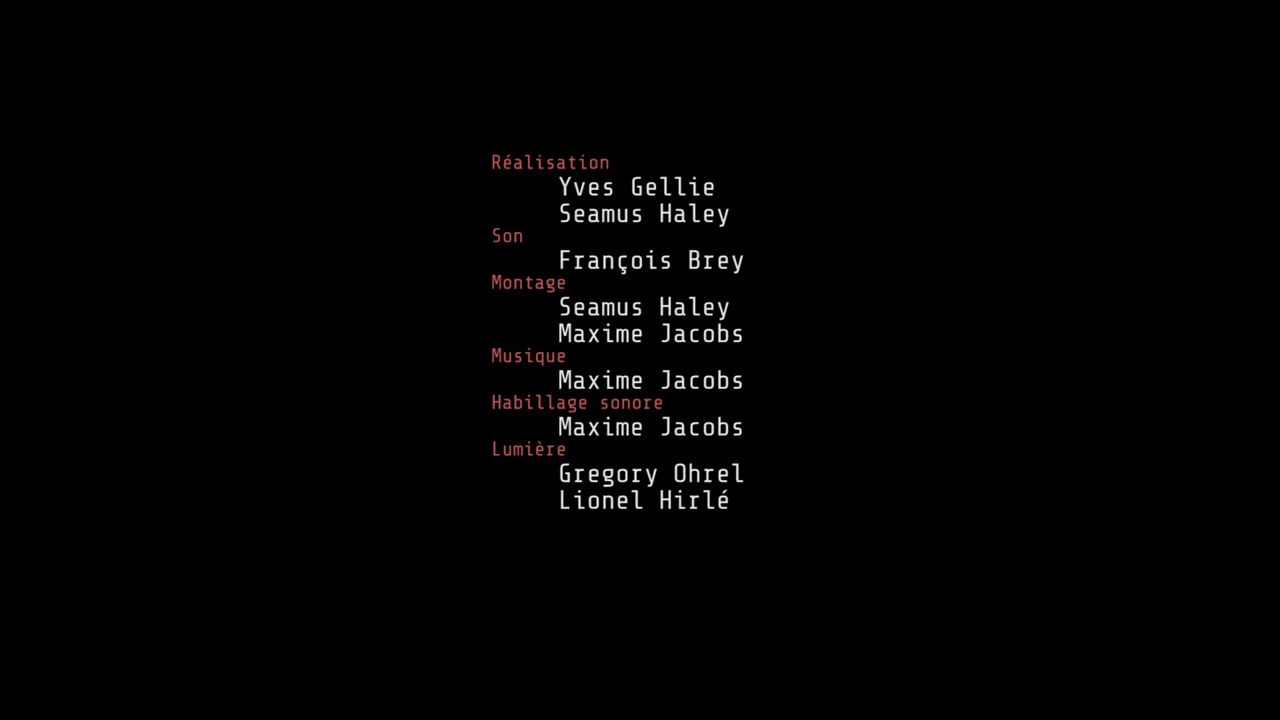 Réalisation
Yves Gellie
Seamus Haley
Son
François Brey
Montage
Seamus Haley
Maxime Jacobs
Musique
Maxime Jacobs
Habillage sonore
Maxime Jacobs
Lumière
Gregory Ohrel
Lionel Hirlé